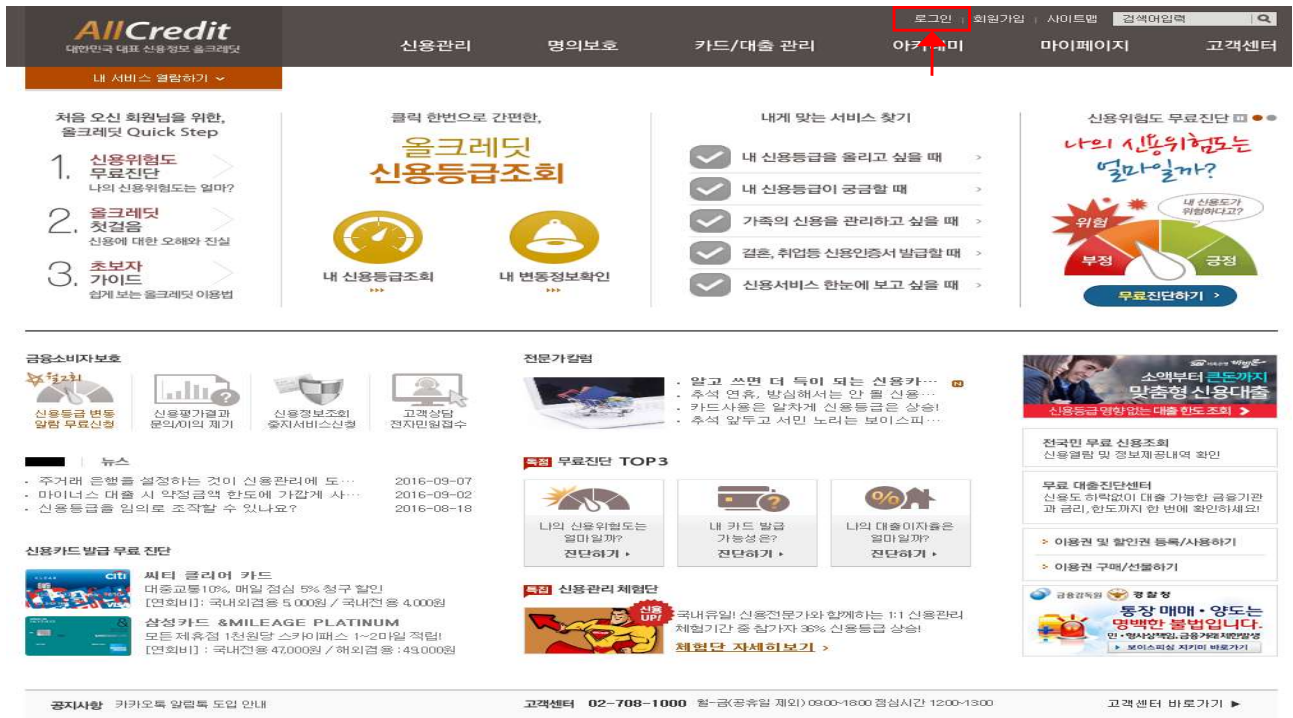 AllCredit
대한민국 대표 신용정보 올크레딧
로그인 회원가입 사이트맵 검색어입력
신용관리 명의보호 카드/대출 관리 아카데미 마이페이지 고객센터
내 서비스 열람하기
처음 오신 회원님을 위한,
올크레딧 Quick Step
1. 신용위험도
무료진단
나의 신용위험도는 얼마?
2. 올크레딧
첫걸음
신용에 대한 오해와 진실
3. 초보자
가이드
쉽게 보는 올크레딧 이용법
클릭 한번으로 간편한,
올크레딧
신용등급조회
내 신용등급조회
내 변동정보확인
내게 맞는 서비스 찾기
내 신용등급을 올리고 싶을 때 >
내 신용등급이 궁금할 때 >
가족의 신용을 관리하고 싶을 때 >
결혼, 취업등 신용인증서 발급할 때 >
신용서비스 한눈에 보고 싶을 때 >
신용위험도 무료진단
나의 신용위험도는
얼마일까?
내 신용도가
위험하다고?
위험
부정
긍정
무료진단하기 >
금융소비자보호
신용등급 변동
알람 무료신청
신용평가결과
문의/이의 제기
신용정보조회
중지서비스신청
고객상담
전자민원접수
전문가칼럼
· 알고 쓰면 더 득이 되는 신용카… N
· 추석 연휴, 방심해서는 안 될 신용…
· 카드사용은 알차게 신용등급은 상승!
· 추석 앞두고 서민 노리는 보이스피…
소액부터 큰돈까지
맞춤형 신용대출
신용등급 영향 없는 대출 한도 조회
뉴스
· 주거래 은행를 설정하는 것이 신용관리에 도… 2016-09-07
· 마이너스 대출 시 약정금액 한도에 가깝게 사… 2016-09-02
· 신용등급을 임의로 조작할 수 있나요? 2016-08-18
독점 무료진단 TOP3
나의 신용위험도는
얼마일까?
진단하기
내 카드 발급
가능성은?
진단하기
나의 대출이자율은
얼마일까?
진단하기
전국민 무료 신용조회
신용열람 및 정보제공내역 확인
무료 대출진단센터
신용도 하락없이 대출 가능한 금융기관
과 금리, 한도까지 한 번에 확인하세요!
> 이용권 및 할인권 등록/사용하기
> 이용권 구매/선물하기
신용카드 발급 무료 진단
citi
씨티 클리어 카드
대중교통10%, 매일 점심 5% 청구 할인
[연회비] : 국내외겸용 5,000원 / 국내전용 4,000원
삼성카드 &MILEAGE PLATINUM
모든 제휴점 1천원당 스카이패스 1~2마일 적립!
[연회비] : 국내전용 47,000원 / 해외겸용 :49,000원
독점 신용관리 체험단
신용
UP!
국내유일! 신용전문가와 함께하는 1:1 신용관리
체험기간 중 참가자 36% 신용등급 상승!
체험단 자세히보기 >
금융감독원 경찰청
통장 매매·양도는
명백한 불법입니다.
민·형사상책임, 금융거래 제한발생
보이스피싱 지키미 바로가기
공지사항 카카오톡 알림톡 도입 안내
고객센터 02-708-1000 월~금(공휴일 제외) 09:00~18:00 점심시간 12:00~13:00
고객센터 바로가기 ▶